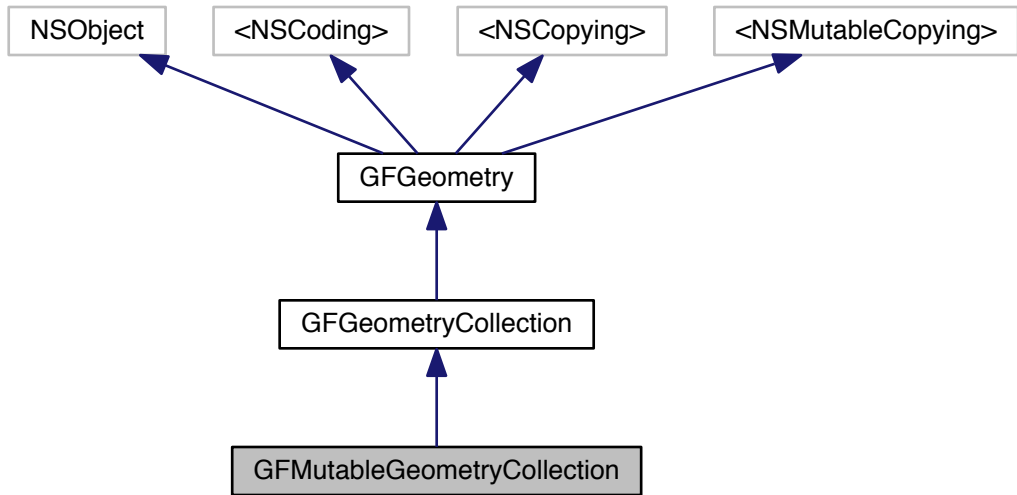 NSObject
<NSCoding>
<NSCopying>
<NSMutableCopying>
GFGeometry
GFGeometryCollection
GFMutableGeometryCollection